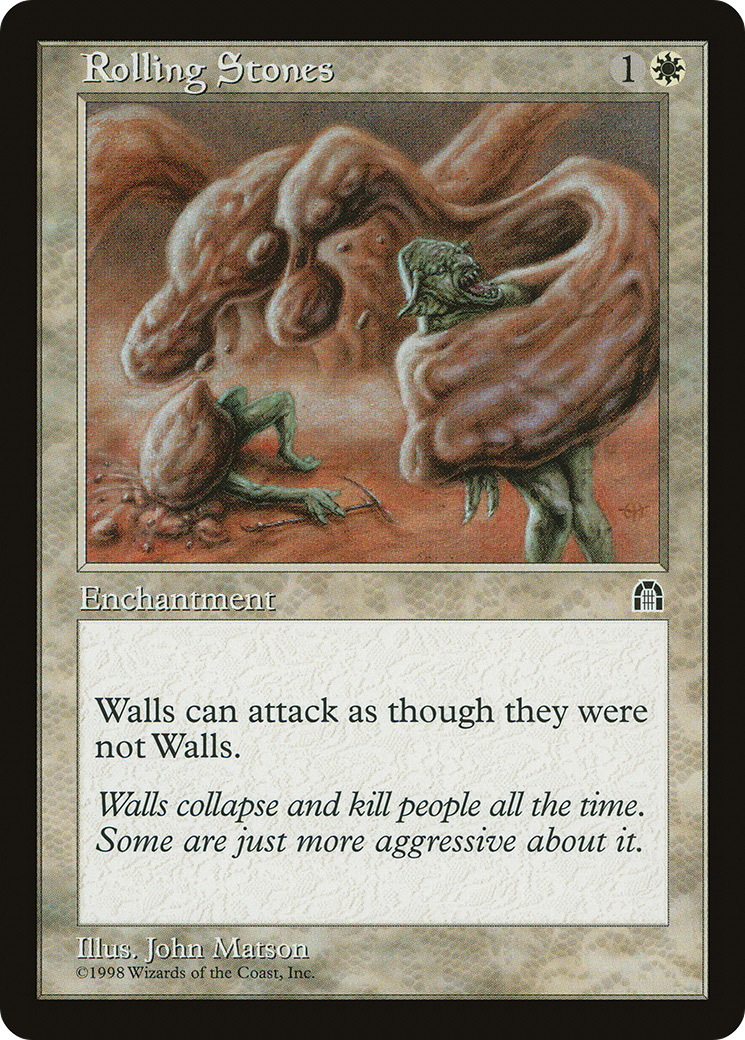 Rolling Stones 1
Enchantment
Walls can attack as though they were
not Walls.
Walls collapse and kill people all the time.
Some are just more aggressive about it.
Illus. John Matson
©1998 Wizards of the Coast, Inc.